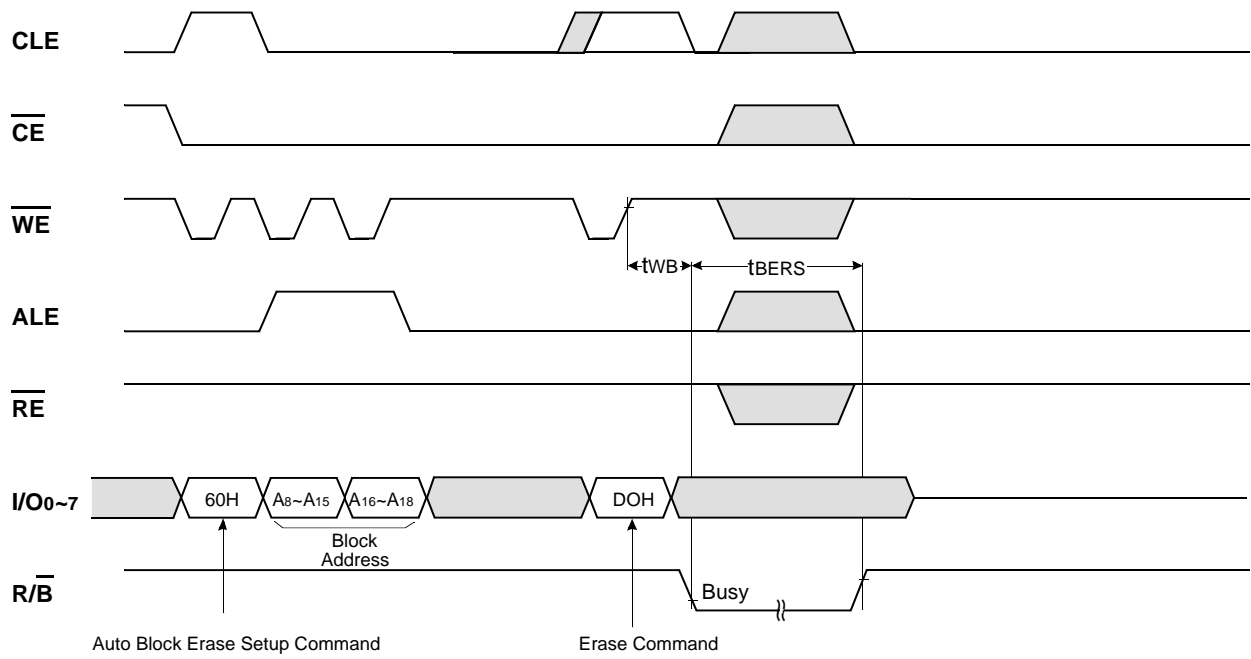 CLE
CE
WE
tWB
tBERS
ALE
RE
I/O0~7
60H
A8~A15
A16~A18
DOH
Block
Address
R/B
Busy
Auto Block Erase Setup Command
Erase Command